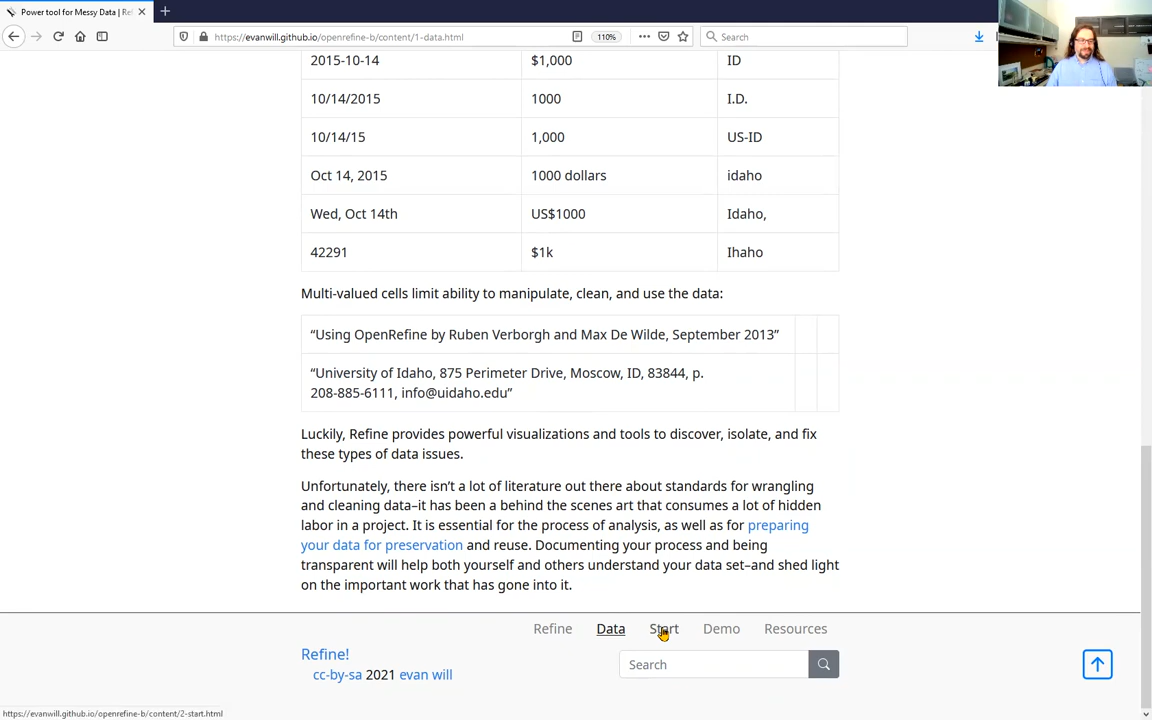 Power tool for Messy Data | Re
https://evanwill.github.io/openrefine-b/content/1-data.html
110%
Search
2015-10-14 $1,000 ID
10/14/2015 1000 I.D.
10/14/15 1,000 US-ID
Oct 14, 2015 1000 dollars idaho
Wed, Oct 14th US$1000 Idaho,
42291 $1k Ihaho
Multi-valued cells limit ability to manipulate, clean, and use the data:
“Using OpenRefine by Ruben Verborgh and Max De Wilde, September 2013”
“University of Idaho, 875 Perimeter Drive, Moscow, ID, 83844, p.
208-885-6111, info@uidaho.edu”
Luckily, Refine provides powerful visualizations and tools to discover, isolate, and fix
these types of data issues.
Unfortunately, there isn’t a lot of literature out there about standards for wrangling
and cleaning data–it has been a behind the scenes art that consumes a lot of hidden
labor in a project. It is essential for the process of analysis, as well as for preparing
your data for preservation and reuse. Documenting your process and being
transparent will help both yourself and others understand your data set–and shed light
on the important work that has gone into it.
Refine Data Start Demo Resources
Refine!
cc-by-sa 2021 evan will
Search
https://evanwill.github.io/openrefine-b/content/2-start.html